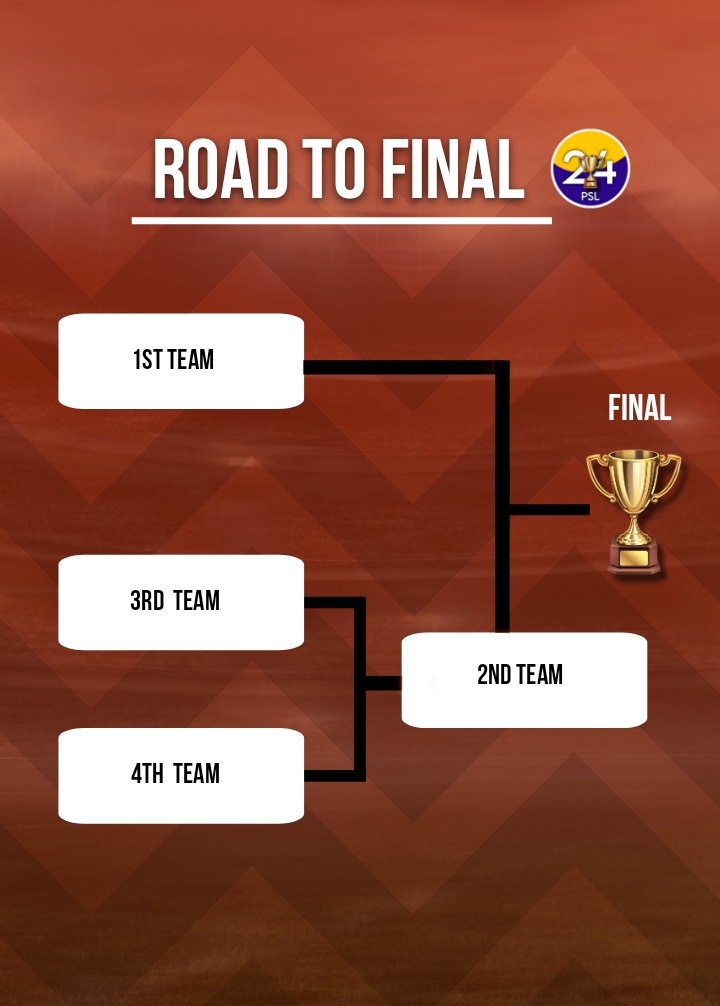 ROAD TO FINAL
24
PSL
1ST TEAM
FINAL
3RD TEAM
2ND TEAM
4TH TEAM